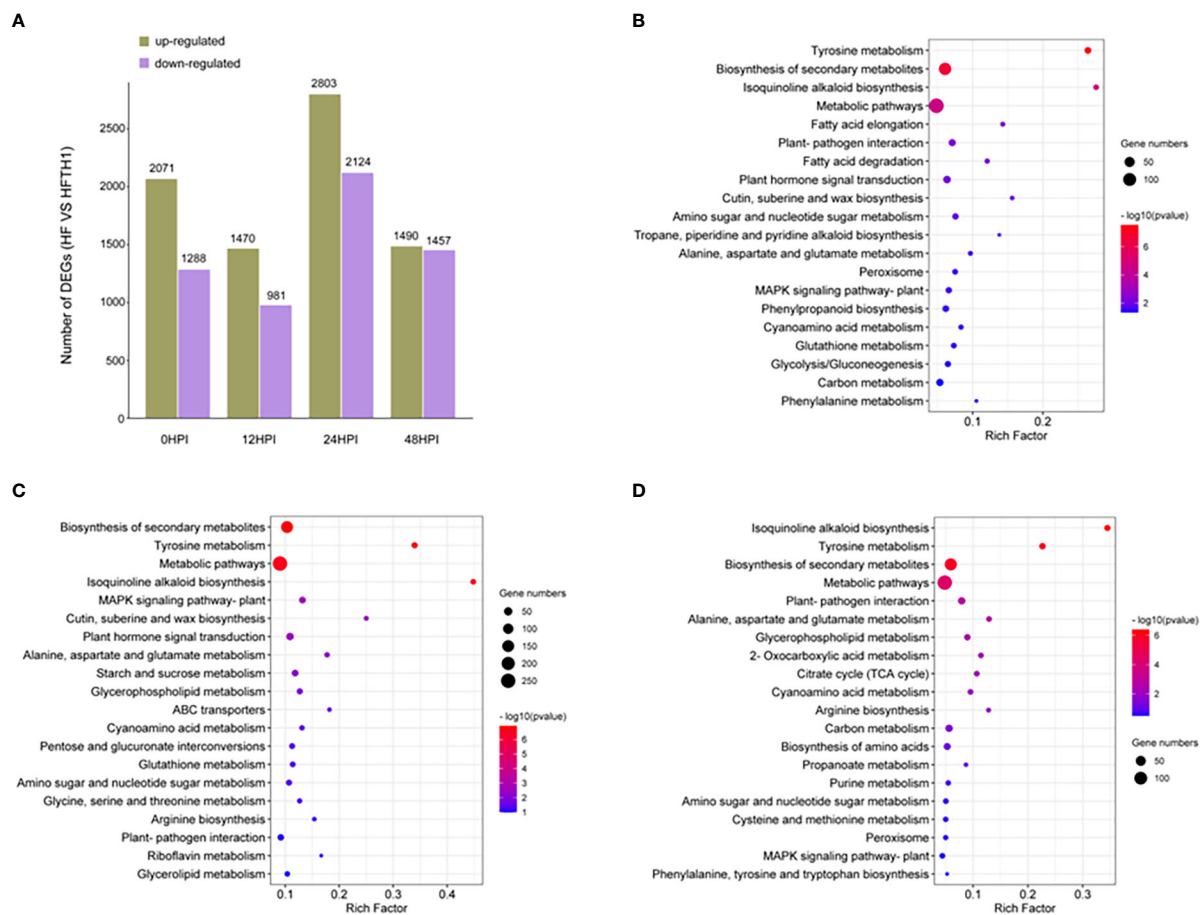 A
up-regulated
down-regulated
Number of DEGs (HF VS HFTH1)
2500
2000
1500
1000
500
0
2071
1288
1470
981
2803
2124
1490
1457
0HPI
12HPI
24HPI
48HPI
B
Tyrosine metabolism
Biosynthesis of secondary metabolites
Isoquinoline alkaloid biosynthesis
Metabolic pathways
Fatty acid elongation
Plant- pathogen interaction
Fatty acid degradation
Plant hormone signal transduction
Cutin, suberine and wax biosynthesis
Amino sugar and nucleotide sugar metabolism
Tropane, piperidine and pyridine alkaloid biosynthesis
Alanine, aspartate and glutamate metabolism
Peroxisome
MAPK signaling pathway- plant
Phenylpropanoid biosynthesis
Cyanoamino acid metabolism
Glutathione metabolism
Glycolysis/Gluconeogenesis
Carbon metabolism
Phenylalanine metabolism
0.1 0.2
Rich Factor
Gene numbers
50
100
- log10(pvalue)
6
4
2
C
Biosynthesis of secondary metabolites
Tyrosine metabolism
Metabolic pathways
Isoquinoline alkaloid biosynthesis
MAPK signaling pathway- plant
Cutin, suberine and wax biosynthesis
Plant hormone signal transduction
Alanine, aspartate and glutamate metabolism
Starch and sucrose metabolism
Glycerophospholipid metabolism
ABC transporters
Cyanoamino acid metabolism
Pentose and glucuronate interconversions
Glutathione metabolism
Amino sugar and nucleotide sugar metabolism
Glycine, serine and threonine metabolism
Arginine biosynthesis
Plant- pathogen interaction
Riboflavin metabolism
Glycerolipid metabolism
0.1 0.2 0.3 0.4
Rich Factor
Gene numbers
50
100
150
200
250
- log10(pvalue)
6
5
4
3
2
1
D
Isoquinoline alkaloid biosynthesis
Tyrosine metabolism
Biosynthesis of secondary metabolites
Metabolic pathways
Plant- pathogen interaction
Alanine, aspartate and glutamate metabolism
Glycerophospholipid metabolism
2- Oxocarboxylic acid metabolism
Citrate cycle (TCA cycle)
Cyanoamino acid metabolism
Arginine biosynthesis
Carbon metabolism
Biosynthesis of amino acids
Propanoate metabolism
Purine metabolism
Amino sugar and nucleotide sugar metabolism
Cysteine and methionine metabolism
Peroxisome
MAPK signaling pathway- plant
Phenylalanine, tyrosine and tryptophan biosynthesis
0.1 0.2 0.3
Rich Factor
- log10(pvalue)
6
4
2
Gene numbers
50
100